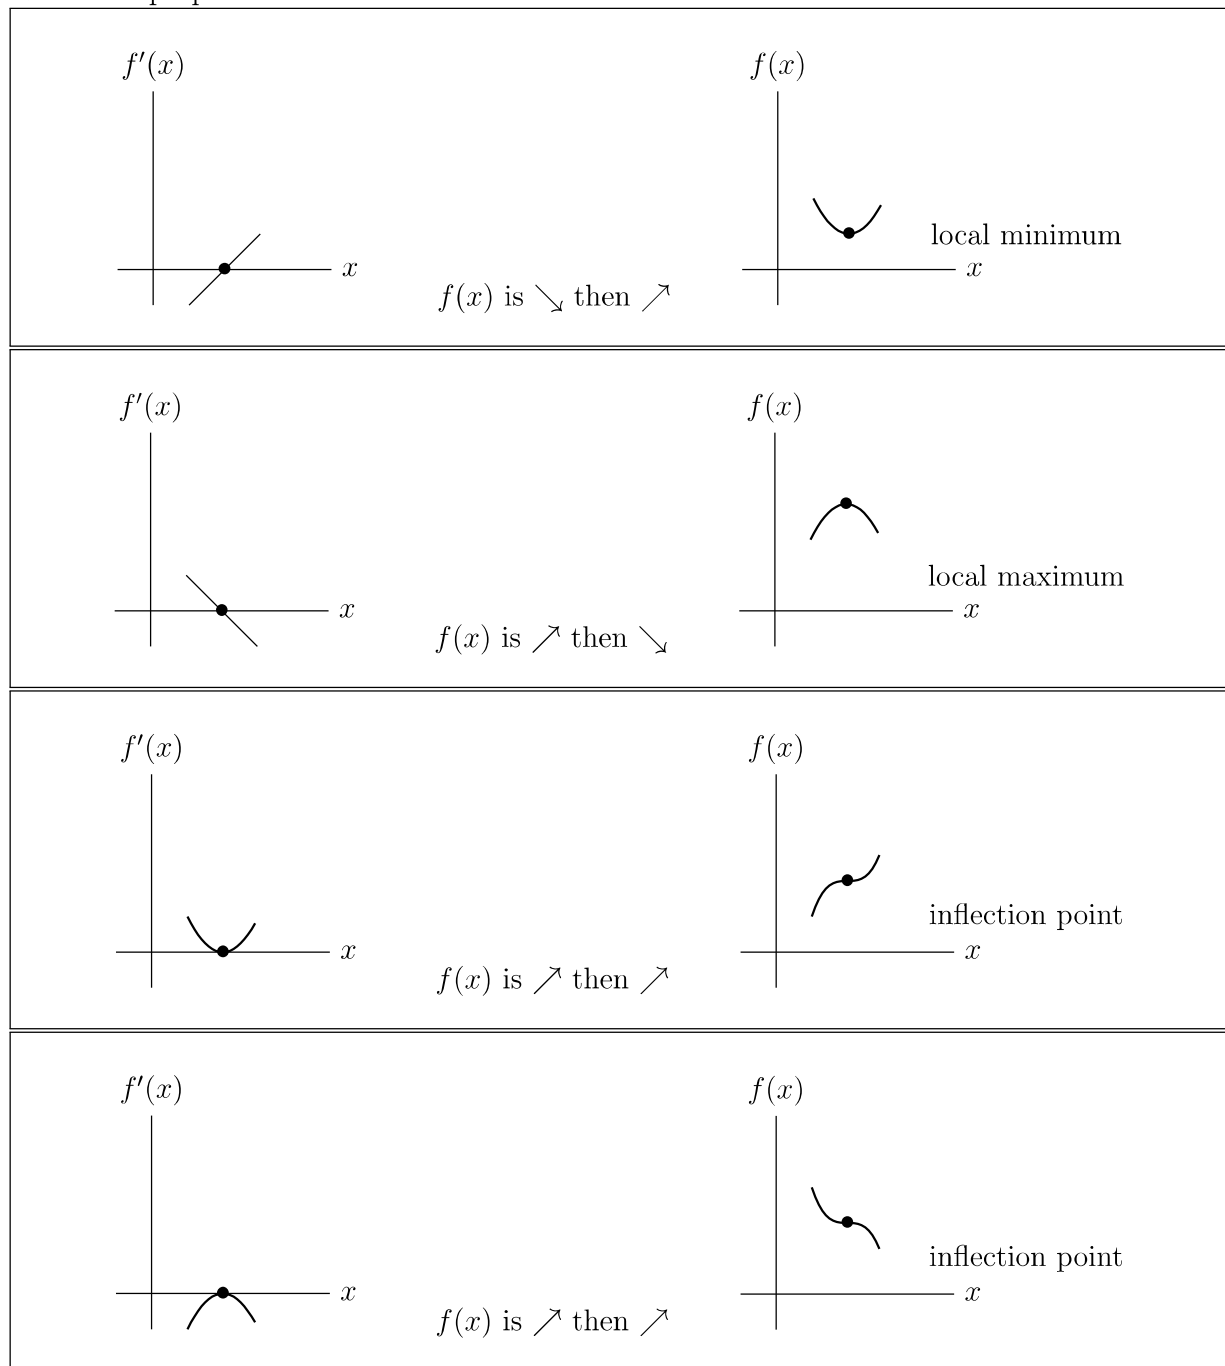 f′(x) f(x)
local minimum
x x
f(x) is ↘ then ↗
f′(x) f(x)
local maximum
x x
f(x) is ↗ then ↘
f′(x) f(x)
inflection point
x x
f(x) is ↗ then ↗
f′(x) f(x)
inflection point
x x
f(x) is ↗ then ↗